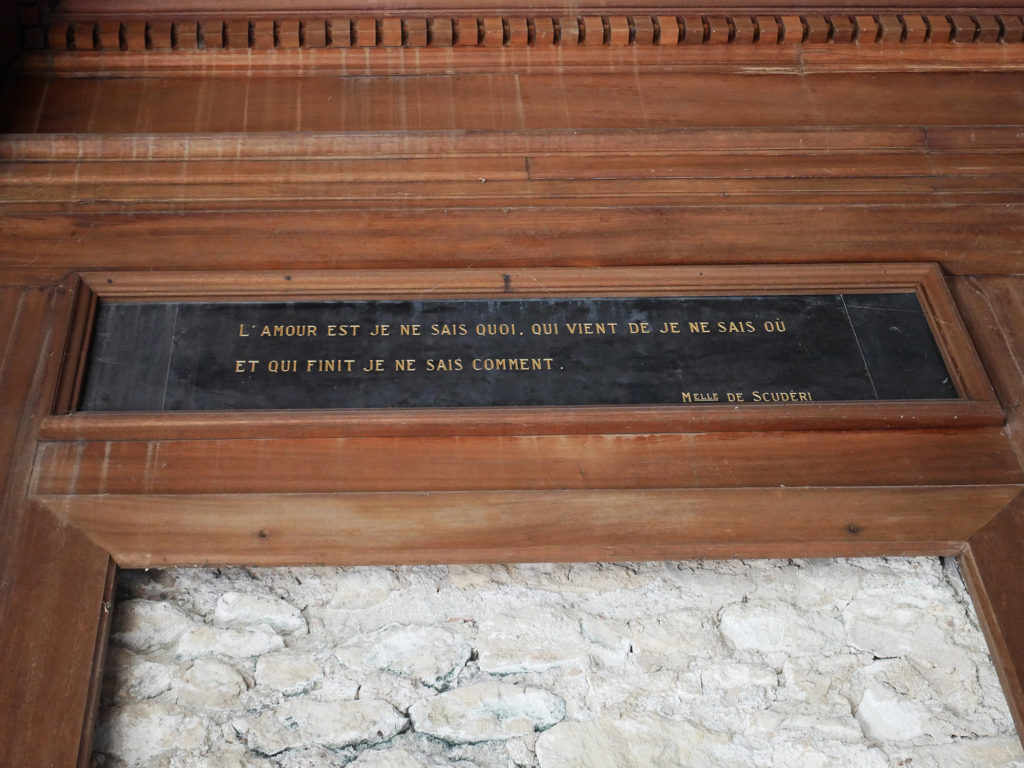 L'AMOUR EST JE NE SAIS QUOI. QUI VIENT DE JE NE SAIS OÙ
ET QUI FINIT JE NE SAIS COMMENT.
MELLE DE SCUDÉRI